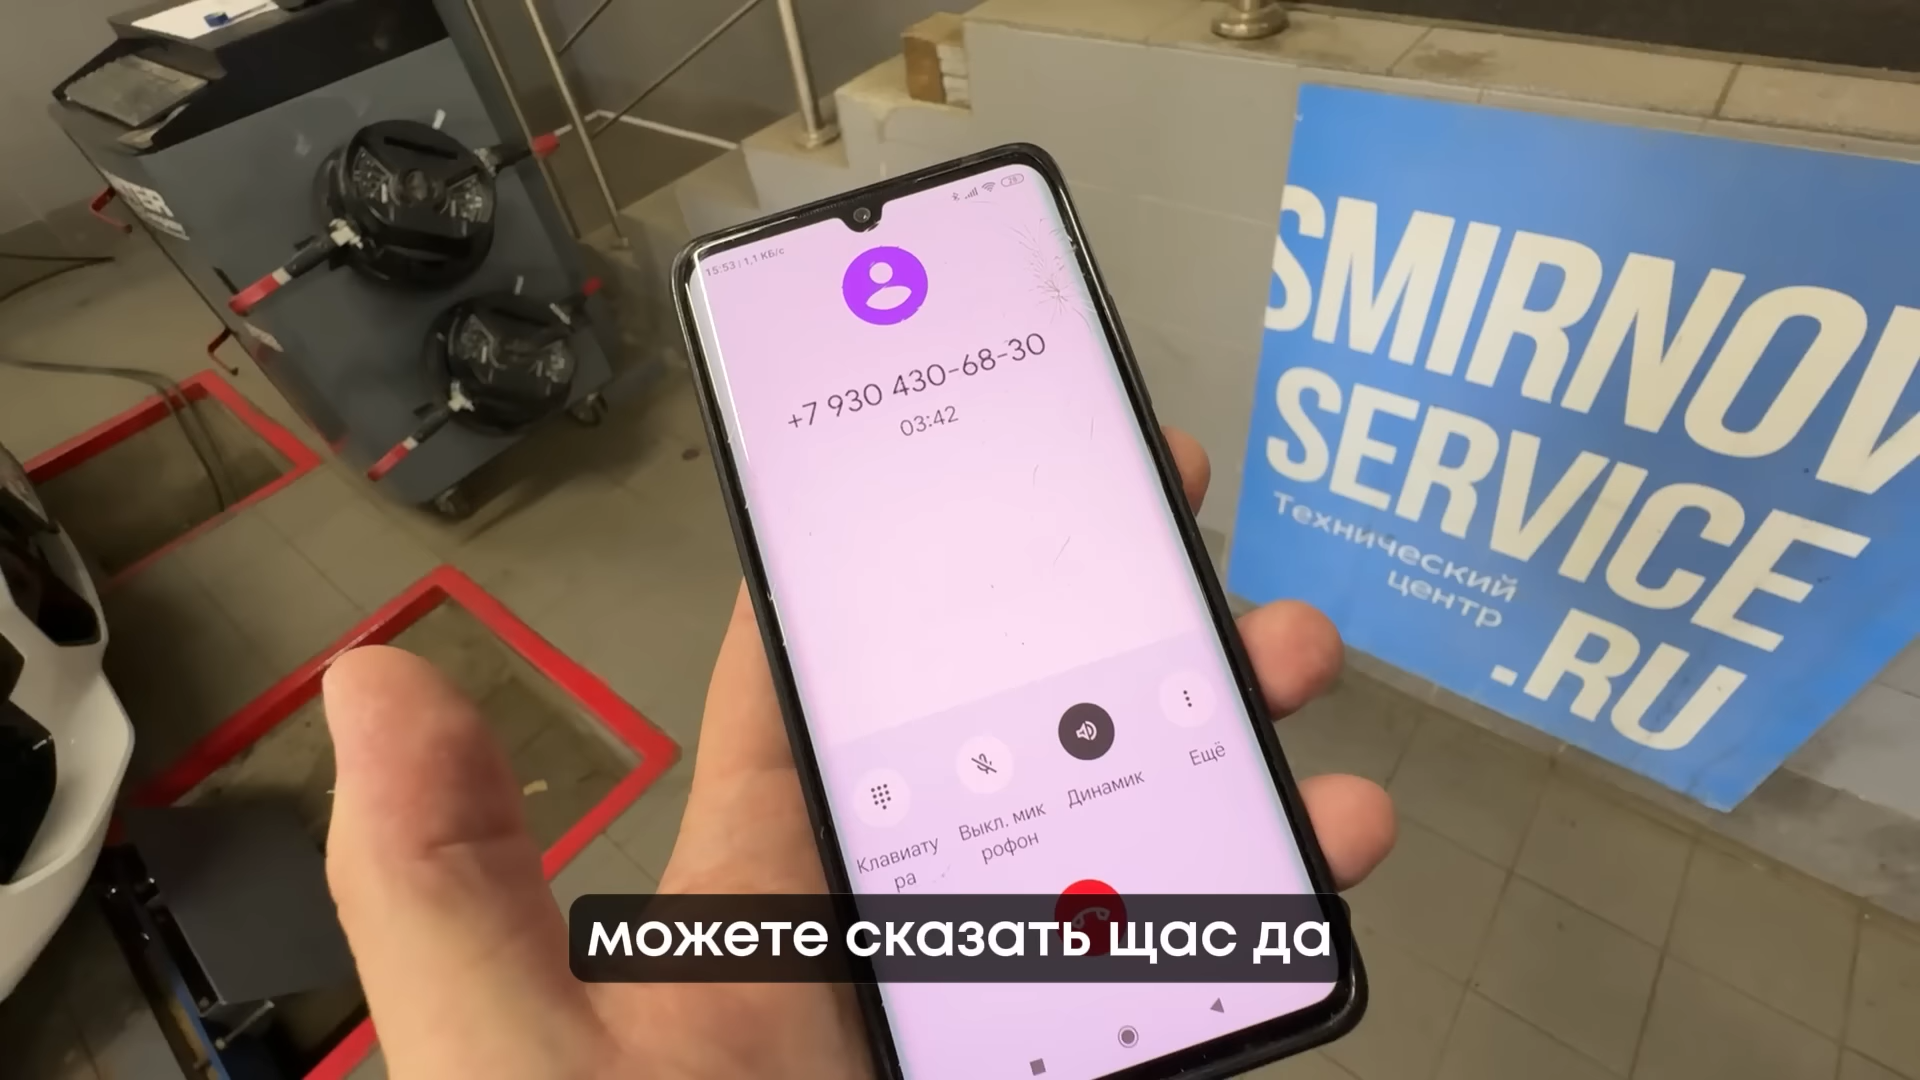 15:53 | 1,1 КБ/с
28
+7 930 430-68-30
03:42
Клавиату
ра
Выкл. мик
рофон
Динамик
Ещё
SMIRNOV
SERVICE
Технический
центр
.RU
можете сказать щас да